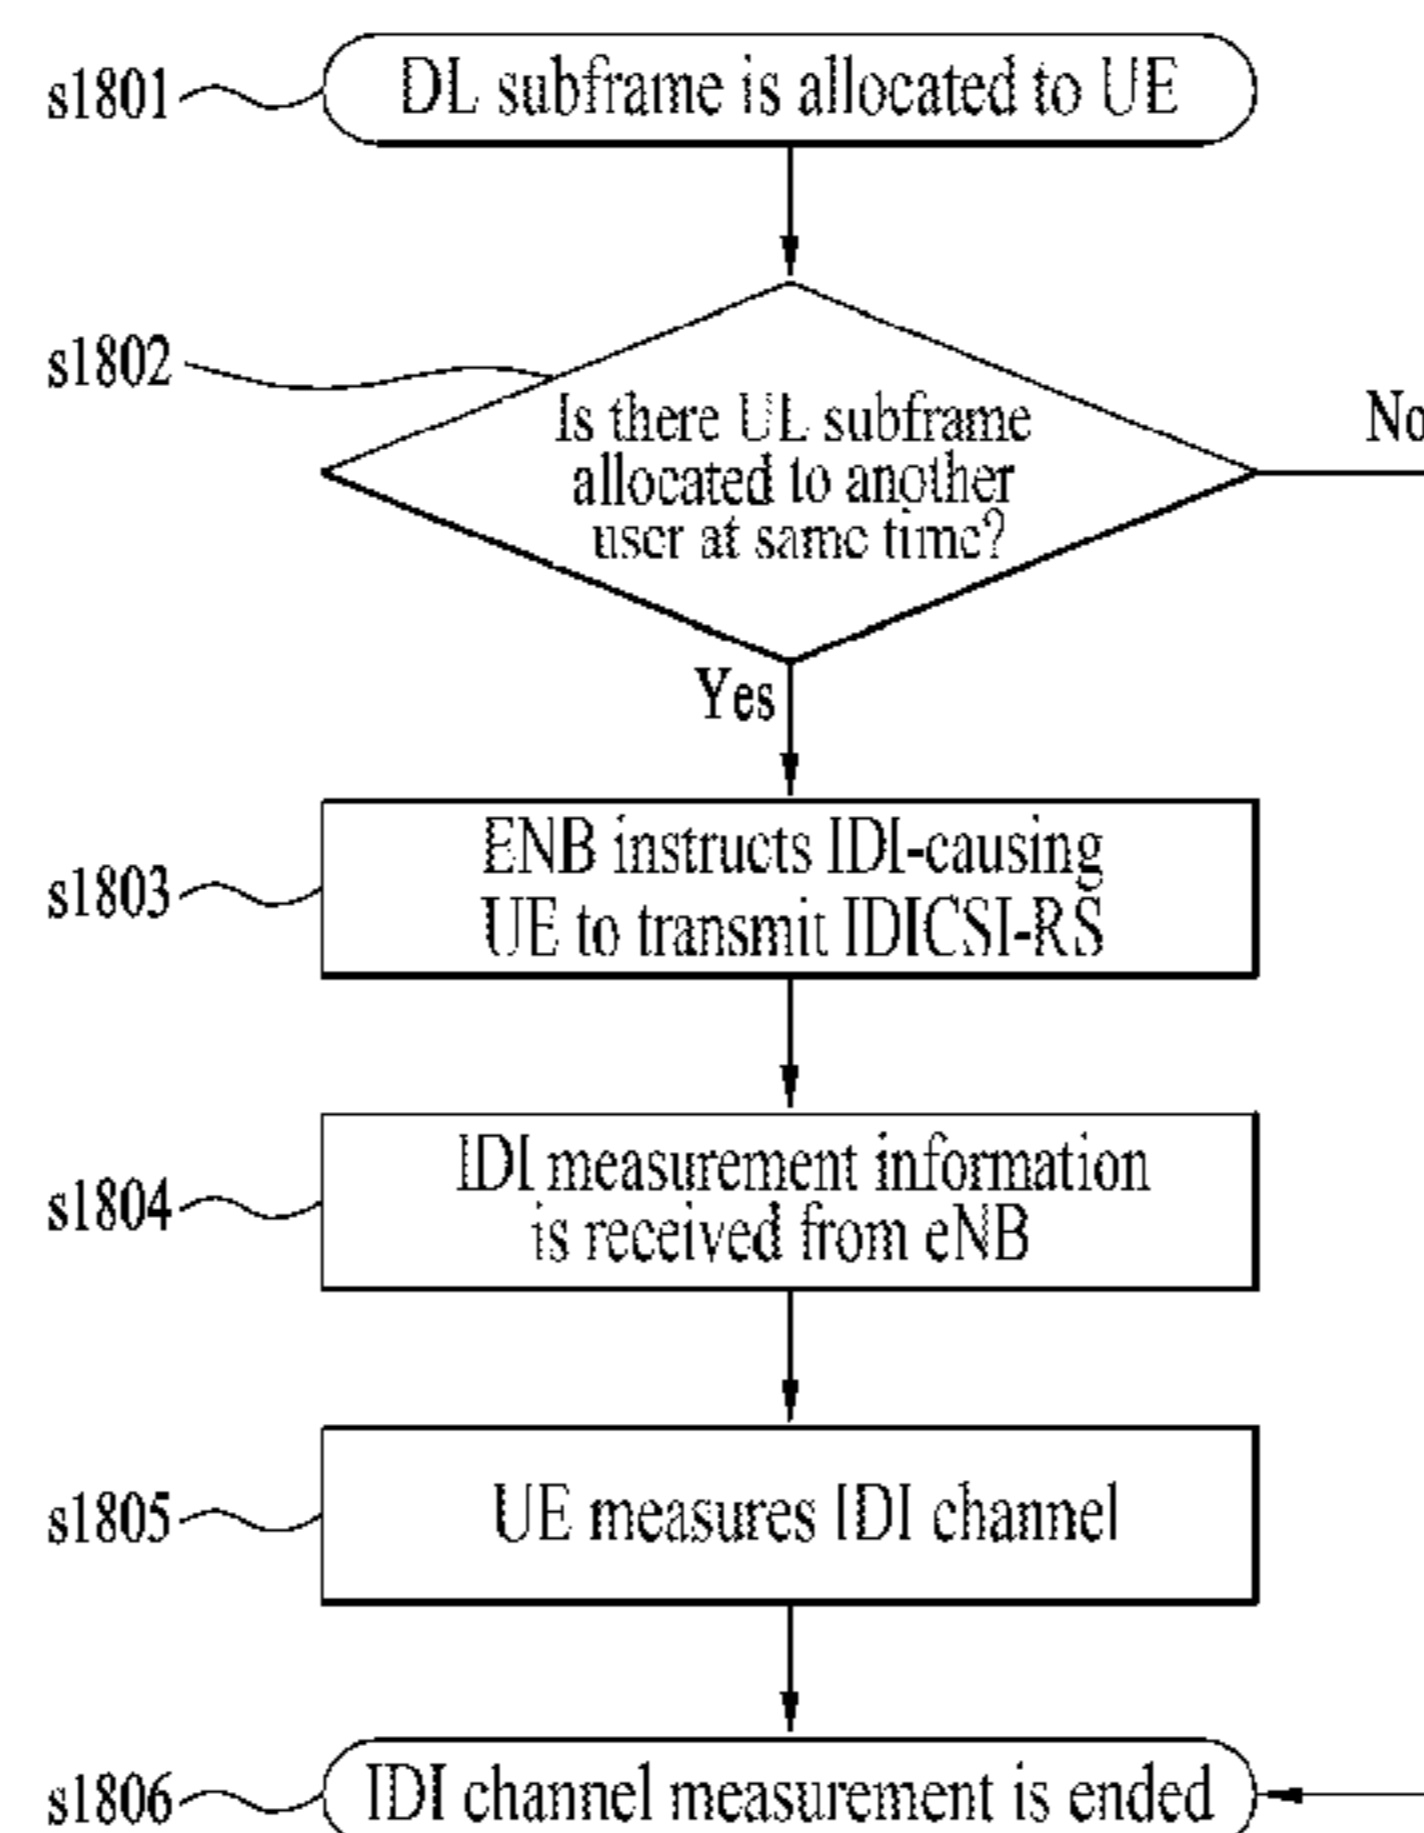 s1801
DL subframe is allocated to UE
s1802
Is there UL subframe
allocated to another
user at same time?
No
Yes
s1803
ENB instructs IDI-causing
UE to transmit IDICSI-RS
s1804
IDI measurement information
is received from eNB
s1805
UE measures IDI channel
s1806
IDI channel measurement is ended